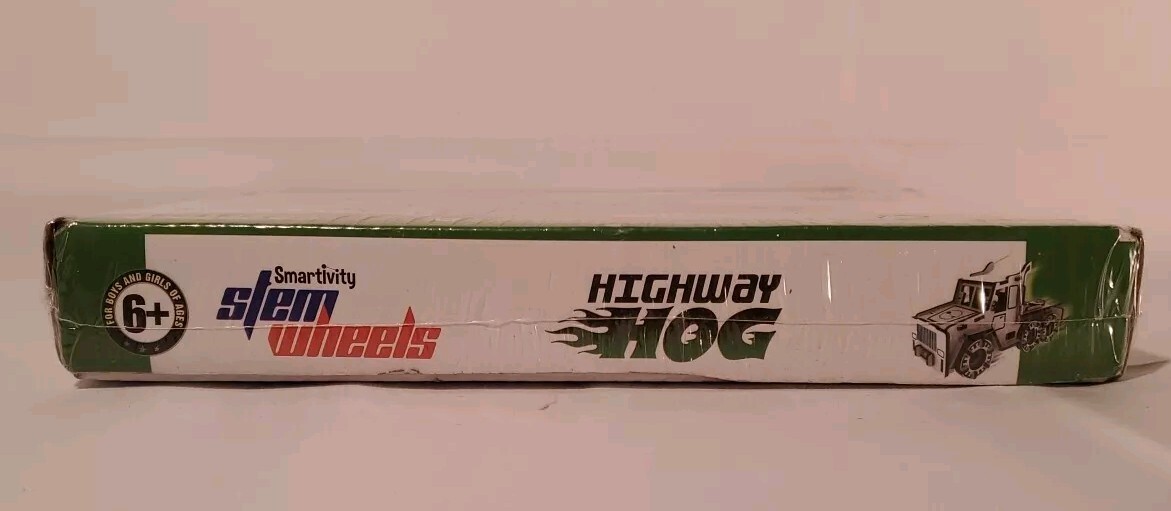 FOR BOYS AND GIRLS OF AGES
6+
Smartivity
stem
wheels
HIGHWAY
HOG